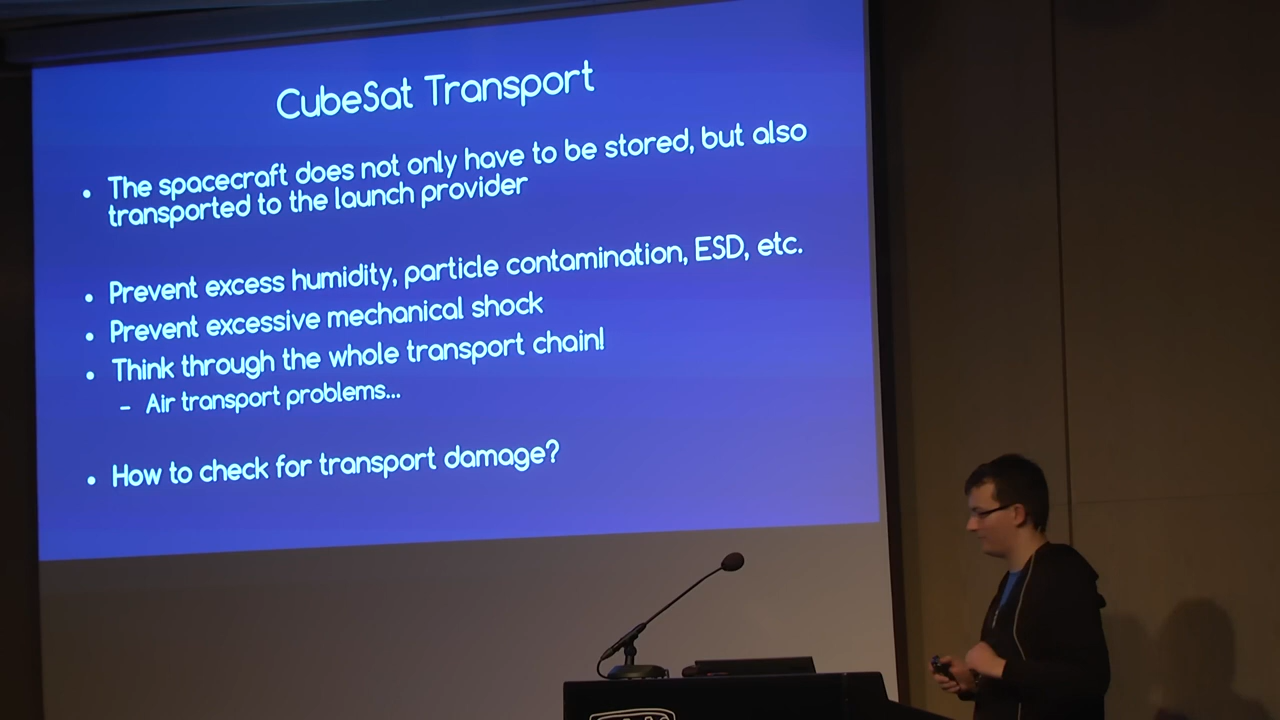 CubeSat Transport
• The spacecraft does not only have to be stored, but also
transported to the launch provider
• Prevent excess humidity, particle contamination, ESD, etc.
• Prevent excessive mechanical shock
• Think through the whole transport chain!
– Air transport problems...
• How to check for transport damage?